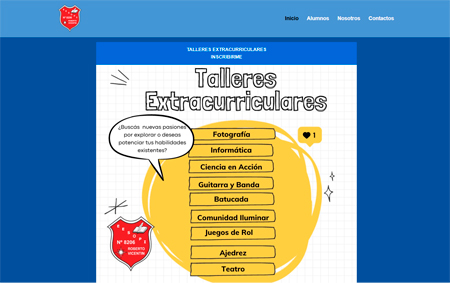 Inicio Alumnos Nosotros Contactos
TALLERES EXTRACURRICULARES
INSCRIBIRME
Talleres
Extracurriculares
¿Buscás nuevas pasiones
por explorar o deseas
potenciar tus habilidades
existentes?
1
Fotografía
Informática
Ciencia en Acción
Guitarra y Banda
Batucada
Comunidad Iluminar
Juegos de Rol
Ajedrez
Teatro
Nº 8206
ROBERTO
VICENTIN